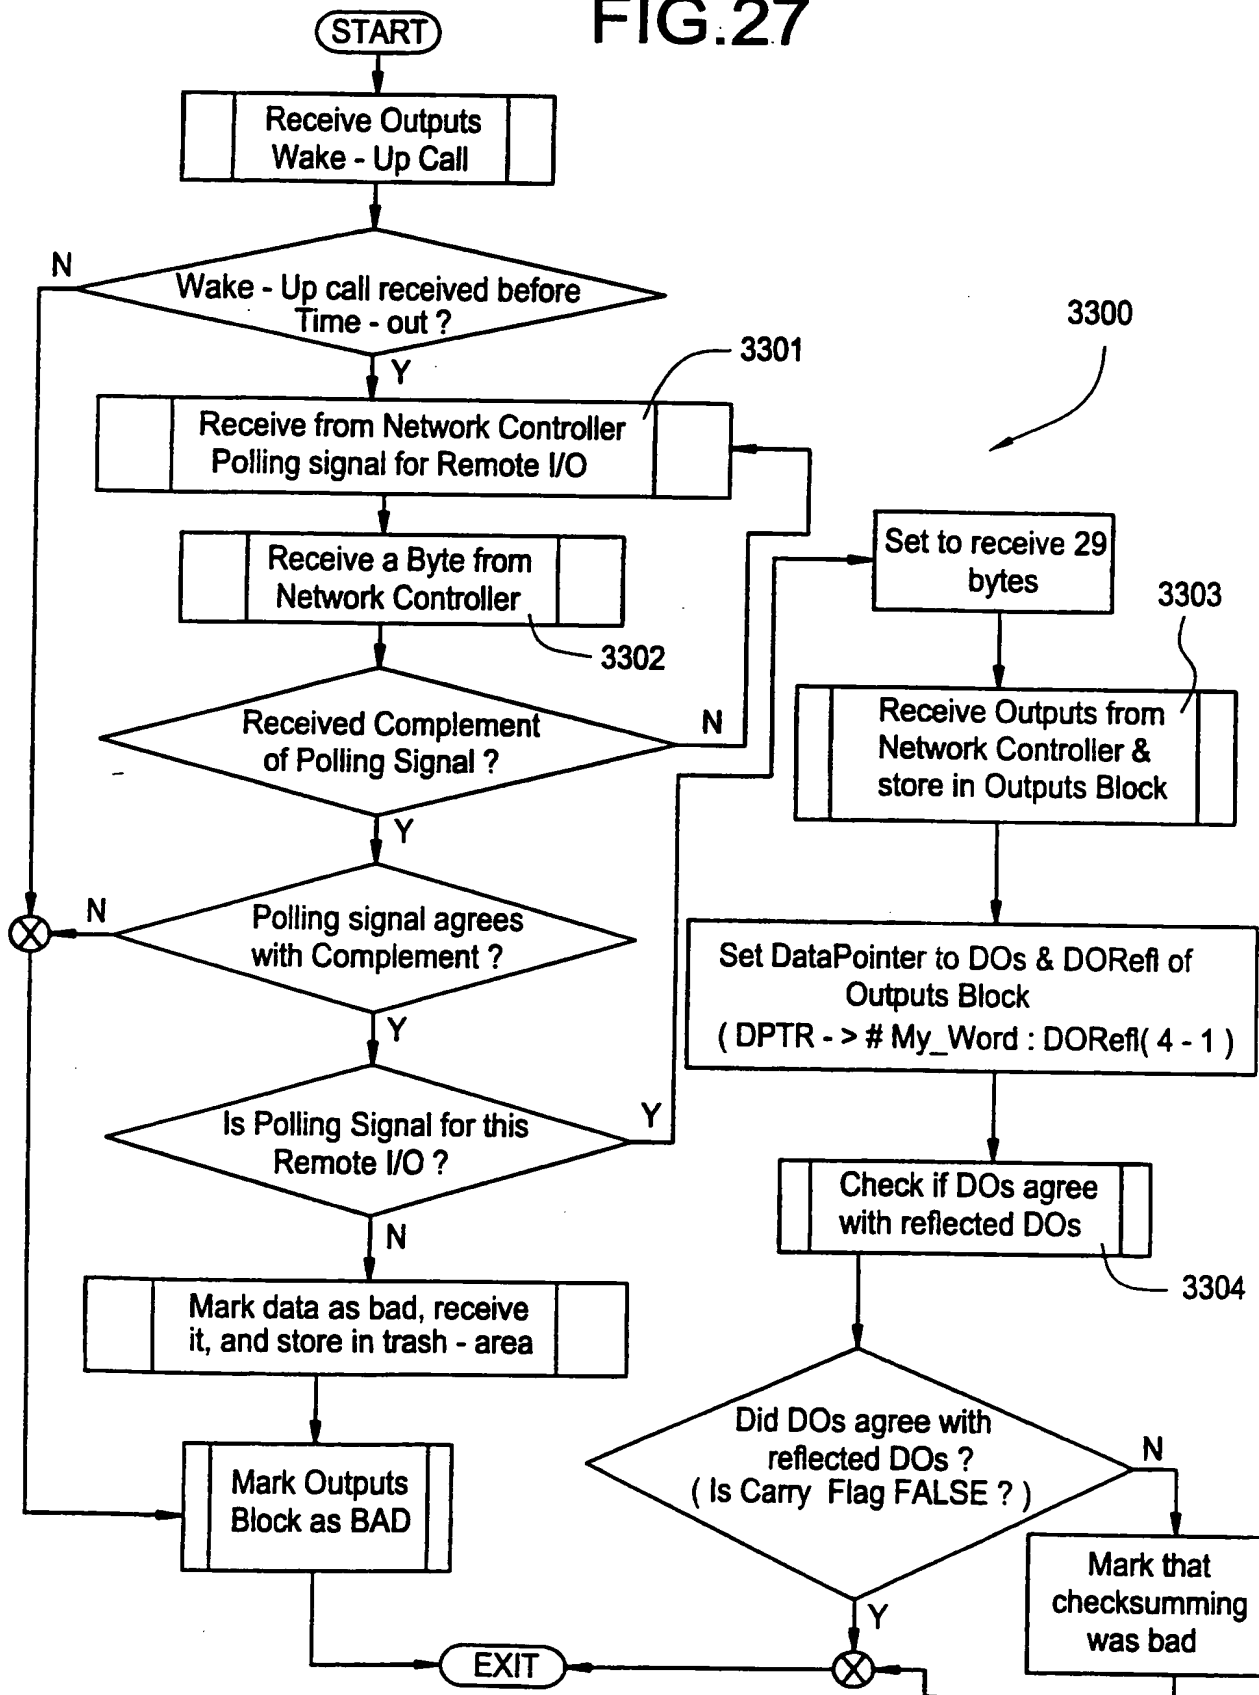 FIG.27
START
Receive Outputs
Wake - Up Call
N
Wake - Up call received before
Time - out ?
Y
3301
3300
Receive from Network Controller
Polling signal for Remote I/O
Receive a Byte from
Network Controller
3302
Received Complement
of Polling Signal ?
N
Y
Polling signal agrees
with Complement ?
N
Y
Is Polling Signal for this
Remote I/O ?
Y
N
Mark data as bad, receive
it, and store in trash - area
Mark Outputs
Block as BAD
EXIT
Set to receive 29
bytes
3303
Receive Outputs from
Network Controller &
store in Outputs Block
Set DataPointer to DOs & DORefl of
Outputs Block
( DPTR - > # My_Word : DORefl( 4 - 1 )
Check if DOs agree
with reflected DOs
3304
Did DOs agree with
reflected DOs ?
( Is Carry Flag FALSE ? )
N
Y
Mark that
checksumming
was bad